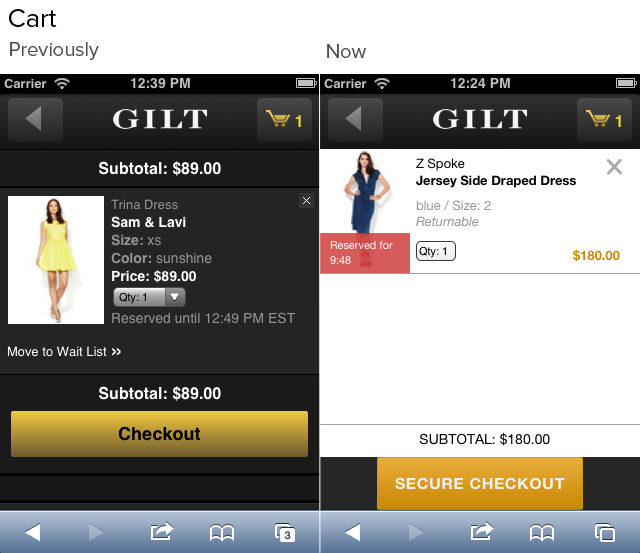 Cart
Previously
Now
Carrier 12:39 PM
GILT
1
Subtotal: $89.00
Trina Dress
Sam & Lavi
Size: xs
Color: sunshine
Price: $89.00
Qty: 1
Reserved until 12:49 PM EST
Move to Wait List »
Subtotal: $89.00
Checkout
3
Carrier 12:24 PM
GILT
1
Z Spoke
Jersey Side Draped Dress
blue / Size: 2
Returnable
Reserved for
9:48
Qty: 1
$180.00
SUBTOTAL: $180.00
SECURE CHECKOUT